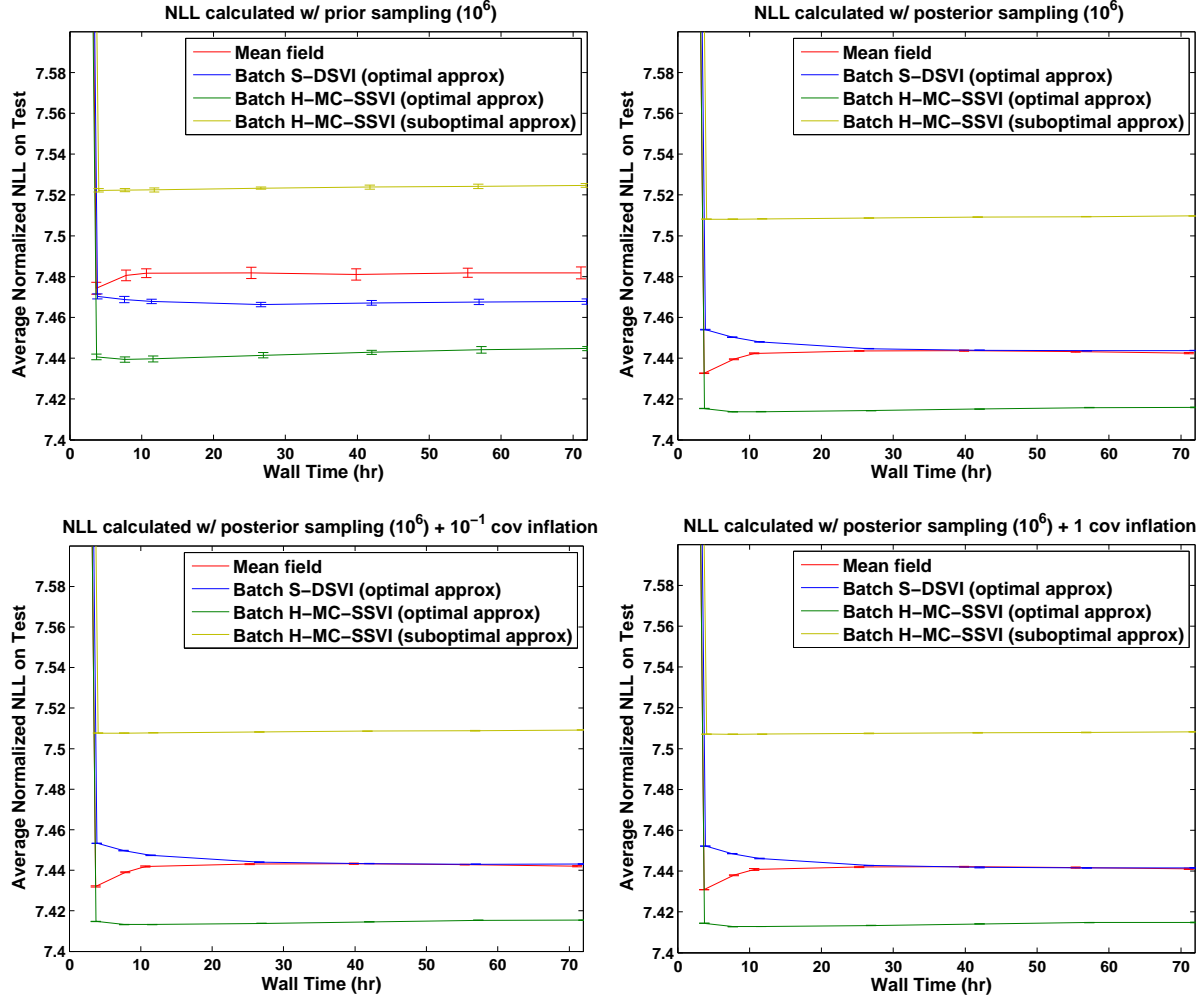 NLL calculated w/ prior sampling (10^6)
7.58
7.56
7.54
7.52
7.5
7.48
7.46
7.44
7.42
7.4
Average Normalized NLL on Test
Mean field
Batch S−DSVI (optimal approx)
Batch H−MC−SSVI (optimal approx)
Batch H−MC−SSVI (suboptimal approx)
0 10 20 30 40 50 60 70
Wall Time (hr)
NLL calculated w/ posterior sampling (10^6)
7.58
7.56
7.54
7.52
7.5
7.48
7.46
7.44
7.42
7.4
Average Normalized NLL on Test
Mean field
Batch S−DSVI (optimal approx)
Batch H−MC−SSVI (optimal approx)
Batch H−MC−SSVI (suboptimal approx)
0 10 20 30 40 50 60 70
Wall Time (hr)
NLL calculated w/ posterior sampling (10^6) + 10^−1 cov inflation
7.58
7.56
7.54
7.52
7.5
7.48
7.46
7.44
7.42
7.4
Average Normalized NLL on Test
Mean field
Batch S−DSVI (optimal approx)
Batch H−MC−SSVI (optimal approx)
Batch H−MC−SSVI (suboptimal approx)
0 10 20 30 40 50 60 70
Wall Time (hr)
NLL calculated w/ posterior sampling (10^6) + 1 cov inflation
7.58
7.56
7.54
7.52
7.5
7.48
7.46
7.44
7.42
7.4
Average Normalized NLL on Test
Mean field
Batch S−DSVI (optimal approx)
Batch H−MC−SSVI (optimal approx)
Batch H−MC−SSVI (suboptimal approx)
0 10 20 30 40 50 60 70
Wall Time (hr)